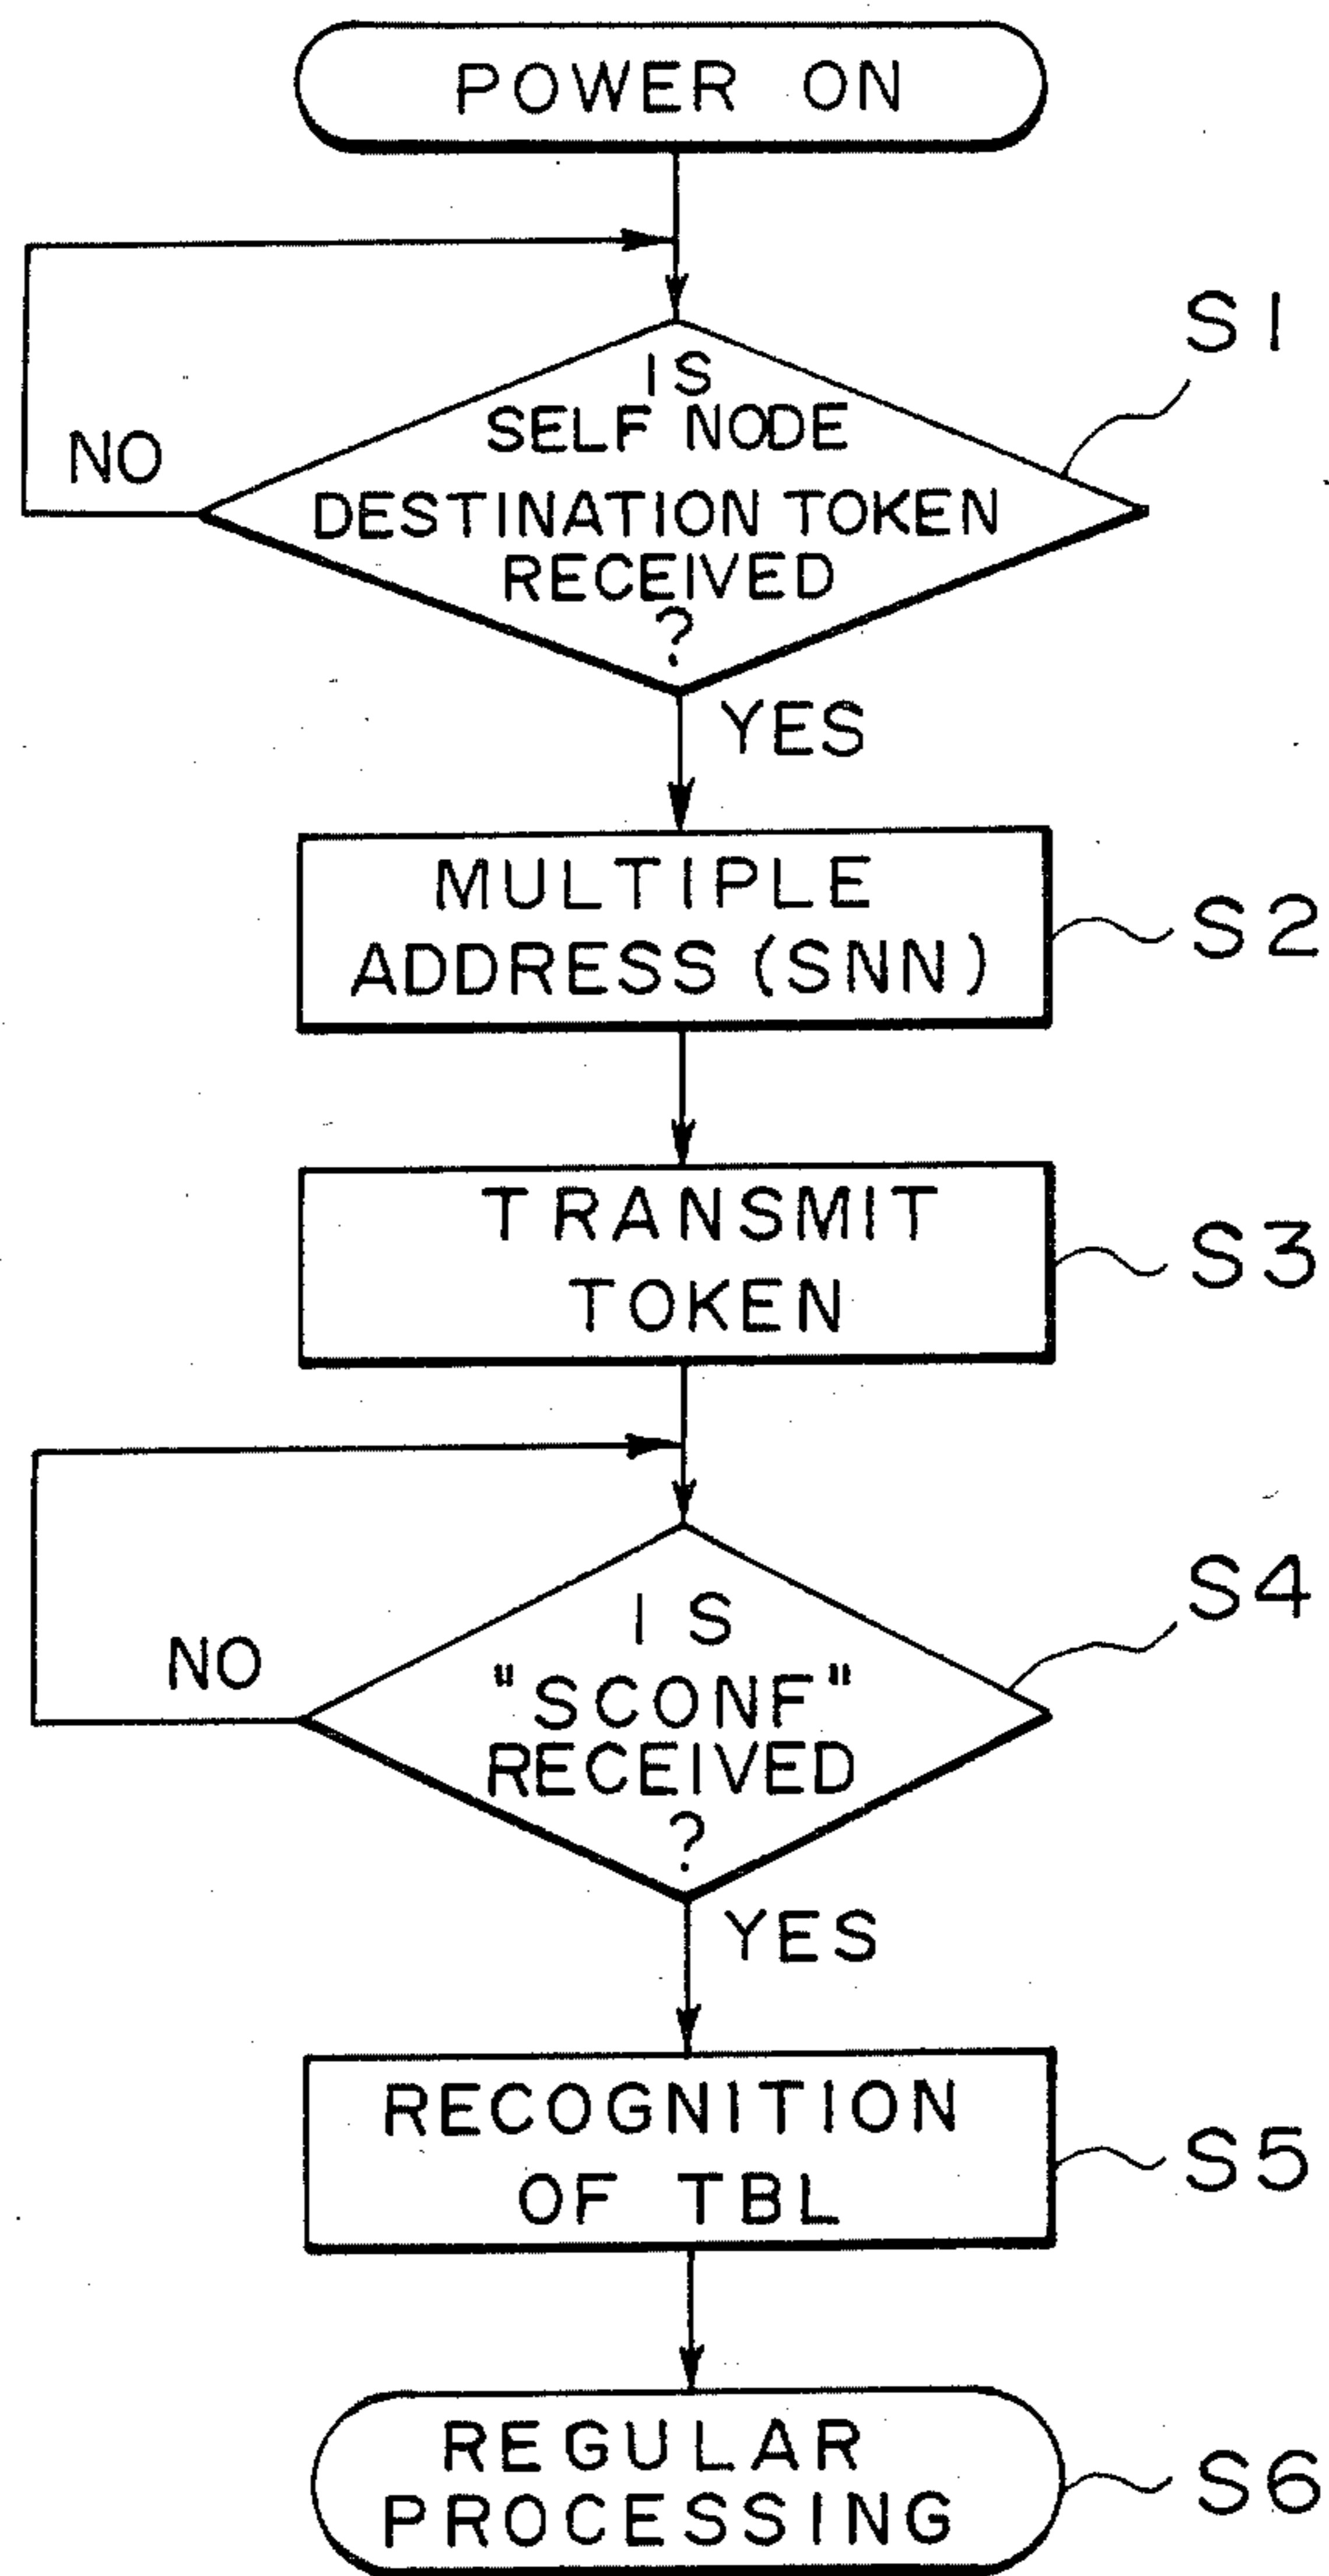 POWER ON
S1
IS
SELF NODE
NO
DESTINATION TOKEN
RECEIVED
?
YES
MULTIPLE
ADDRESS (SNN)
S2
TRANSMIT
TOKEN
S3
S4
IS
NO
"SCONF"
RECEIVED
?
YES
RECOGNITION
OF TBL
S5
REGULAR
PROCESSING
S6